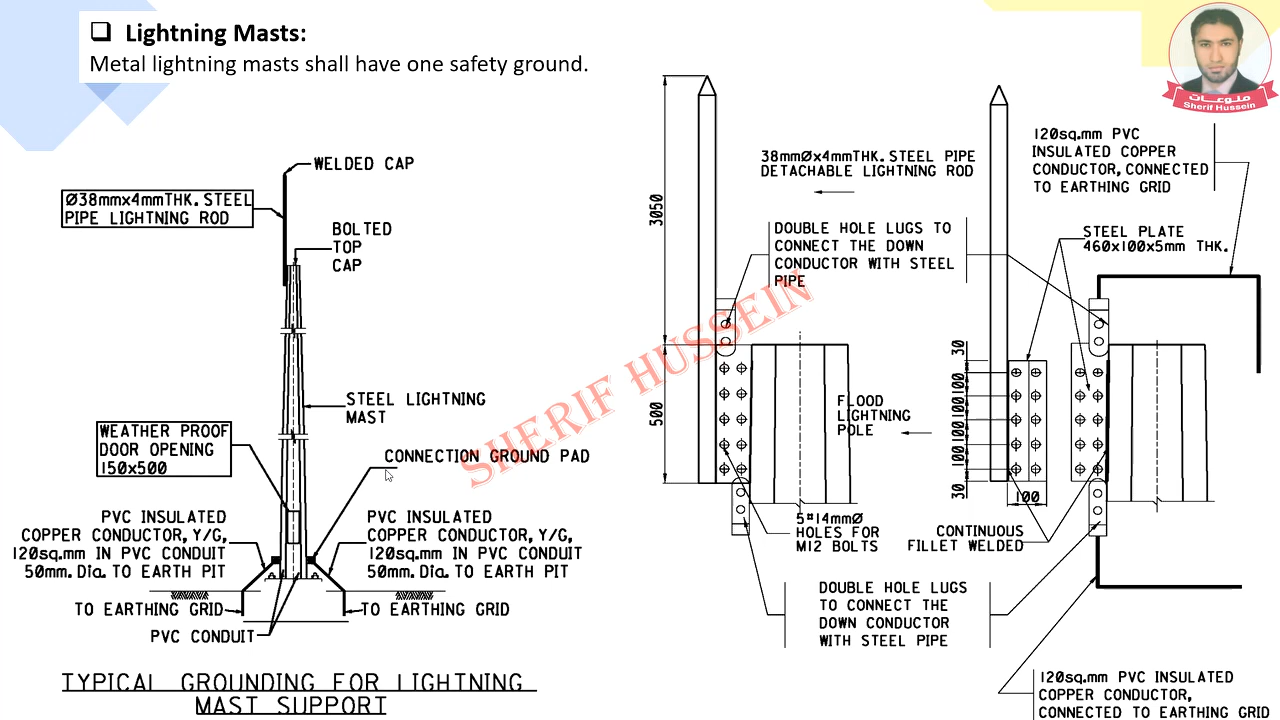 Lightning Masts:
Metal lightning masts shall have one safety ground.
منوعات
Sherif Hussein
WELDED CAP
Ø38mmx4mmTHK. STEEL
PIPE LIGHTNING ROD
BOLTED
TOP
CAP
STEEL LIGHTNING
MAST
WEATHER PROOF
DOOR OPENING
150x500
CONNECTION GROUND PAD
PVC INSULATED
COPPER CONDUCTOR, Y/G,
120sq.mm IN PVC CONDUIT
50mm. Dia. TO EARTH PIT
PVC INSULATED
COPPER CONDUCTOR, Y/G,
120sq.mm IN PVC CONDUIT
50mm. Dia. TO EARTH PIT
TO EARTHING GRID
TO EARTHING GRID
PVC CONDUIT
TYPICAL GROUNDING FOR LIGHTNING
MAST SUPPORT
SHERIF HUSSEIN
3050
500
38mmØx4mmTHK. STEEL PIPE
DETACHABLE LIGHTNING ROD
DOUBLE HOLE LUGS TO
CONNECT THE DOWN
CONDUCTOR WITH STEEL
PIPE
FLOOD
LIGHTNING
POLE
5#14mmØ
HOLES FOR
M12 BOLTS
DOUBLE HOLE LUGS
TO CONNECT THE
DOWN CONDUCTOR
WITH STEEL PIPE
120sq.mm PVC
INSULATED COPPER
CONDUCTOR, CONNECTED
TO EARTHING GRID
STEEL PLATE
460x100x5mm THK.
30
100
100
100
100
30
100
CONTINUOUS
FILLET WELDED
120sq.mm PVC INSULATED
COPPER CONDUCTOR,
CONNECTED TO EARTHING GRID